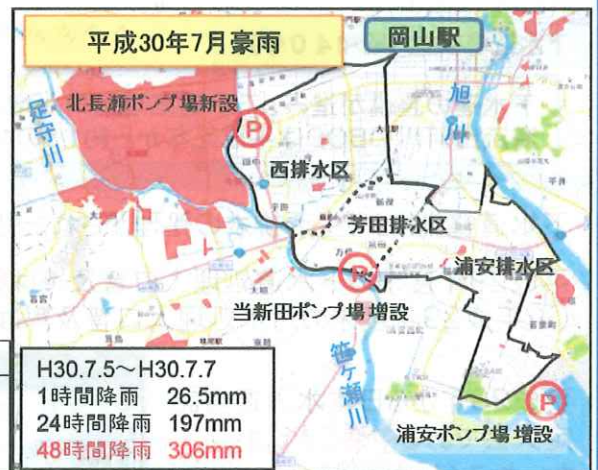 平成30年7月豪雨
岡山駅
北長瀬ポンプ場新設
足守川
旭川
P
西排水区
芳田排水区
浦安排水区
P
当新田ポンプ場増設
笹ヶ瀬川
P
浦安ポンプ場増設
H30.7.5～H30.7.7
1時間降雨 26.5mm
24時間降雨 197mm
48時間降雨 306mm